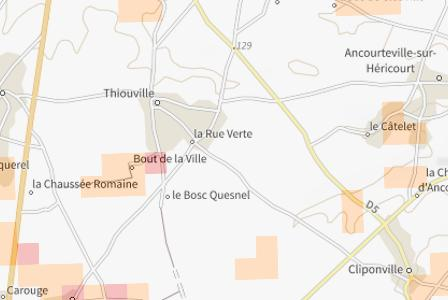 129
Ancourteville-sur-
Héricourt
Thiouville
la Rue Verte
le Câtelet
Bout de la Ville
querel
la Chaussée Romaine
le Bosc Quesnel
la Ch
d'Anco
D5
Cliponville
Carouge